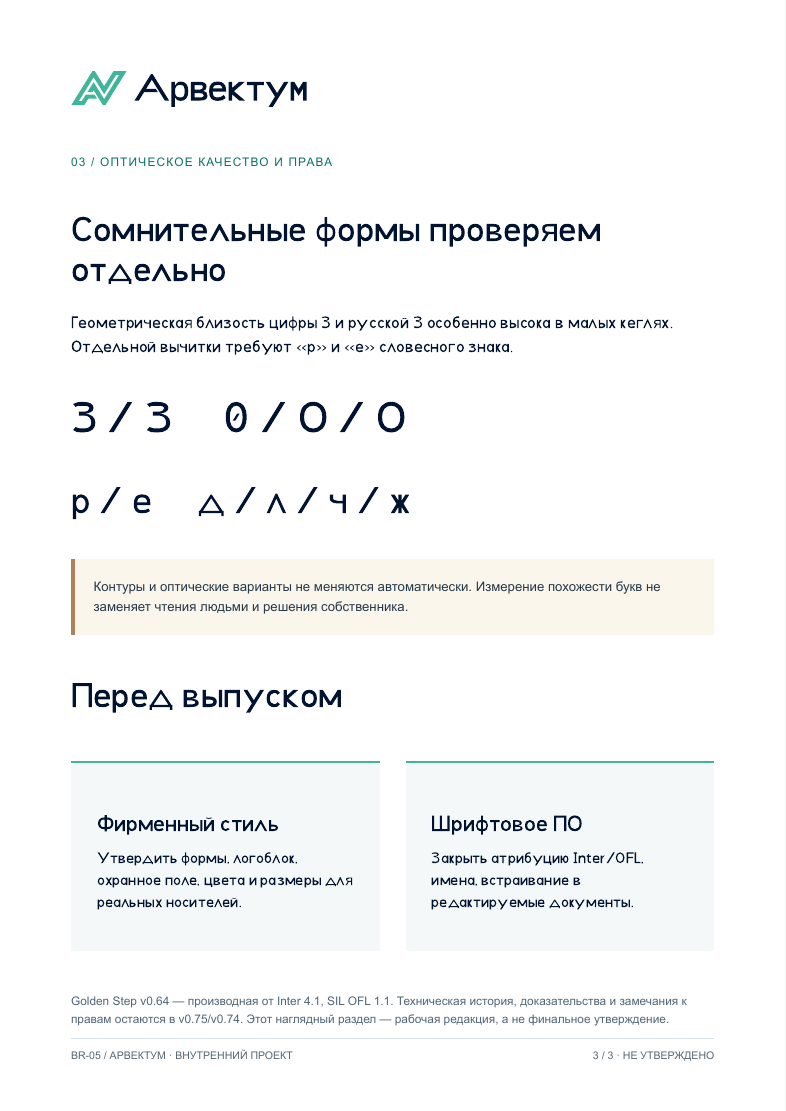 Арвектум
03 / ОПТИЧЕСКОЕ КАЧЕСТВО И ПРАВА
Сомнительные формы проверяем
отдельно
Геометрическая близость цифры 3 и русской З особенно высока в малых кеглях.
Отдельной вычитки требуют «р» и «е» словесного знака.
3 / З 0 / O / О
р / е д / л / ч / ж
Контуры и оптические варианты не меняются автоматически. Измерение похожести букв не
заменяет чтения людьми и решения собственника.
Перед выпуском
Фирменный стиль
Утвердить формы, логоблок,
охранное поле, цвета и размеры для
реальных носителей.
Шрифтовое ПО
Закрыть атрибуцию Inter/OFL,
имена, встраивание в
редактируемые документы.
Golden Step v0.64 — производная от Inter 4.1, SIL OFL 1.1. Техническая история, доказательства и замечания к
правам остаются в v0.75/v0.74. Этот наглядный раздел — рабочая редакция, а не финальное утверждение.
BR-05 / АРВЕКТУМ · ВНУТРЕННИЙ ПРОЕКТ
3 / 3 · НЕ УТВЕРЖДЕНО